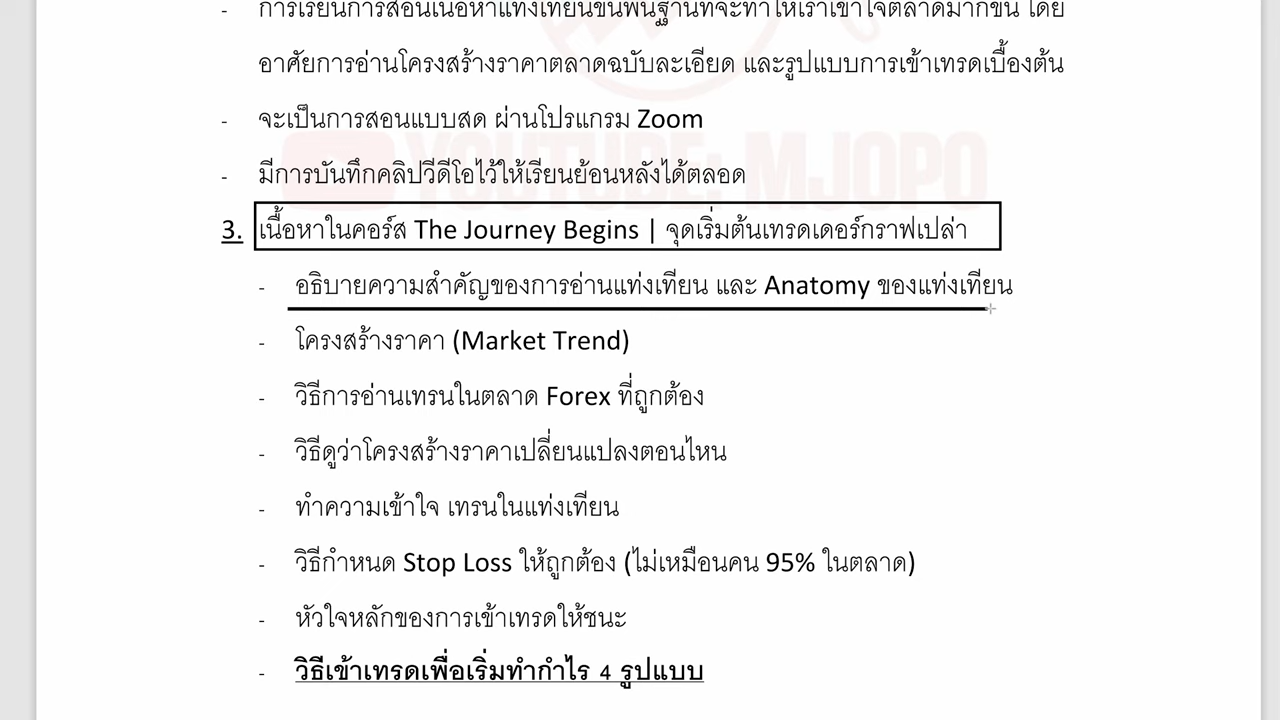 - การเรียนการสอนเนื้อหาแท่งเทียนขั้นพื้นฐานที่จะทำให้เราเข้าใจตลาดมากขึ้น โดย
อาศัยการอ่านโครงสร้างราคาตลาดฉบับละเอียด และรูปแบบการเข้าเทรดเบื้องต้น
- จะเป็นการสอนแบบสด ผ่านโปรแกรม Zoom
YOUTUBE: MJOPO
- มีการบันทึกคลิปวีดีโอไว้ให้เรียนย้อนหลังได้ตลอด
3. เนื้อหาในคอร์ส The Journey Begins | จุดเริ่มต้นเทรดเดอร์กราฟเปล่า
- อธิบายความสำคัญของการอ่านแท่งเทียน และ Anatomy ของแท่งเทียน
- โครงสร้างราคา (Market Trend)
- วิธีการอ่านเทรนในตลาด Forex ที่ถูกต้อง
- วิธีดูว่าโครงสร้างราคาเปลี่ยนแปลงตอนไหน
- ทำความเข้าใจ เทรนในแท่งเทียน
- วิธีกำหนด Stop Loss ให้ถูกต้อง (ไม่เหมือนคน 95% ในตลาด)
- หัวใจหลักของการเข้าเทรดให้ชนะ
- วิธีเข้าเทรดเพื่อเริ่มทำกำไร 4 รูปแบบ